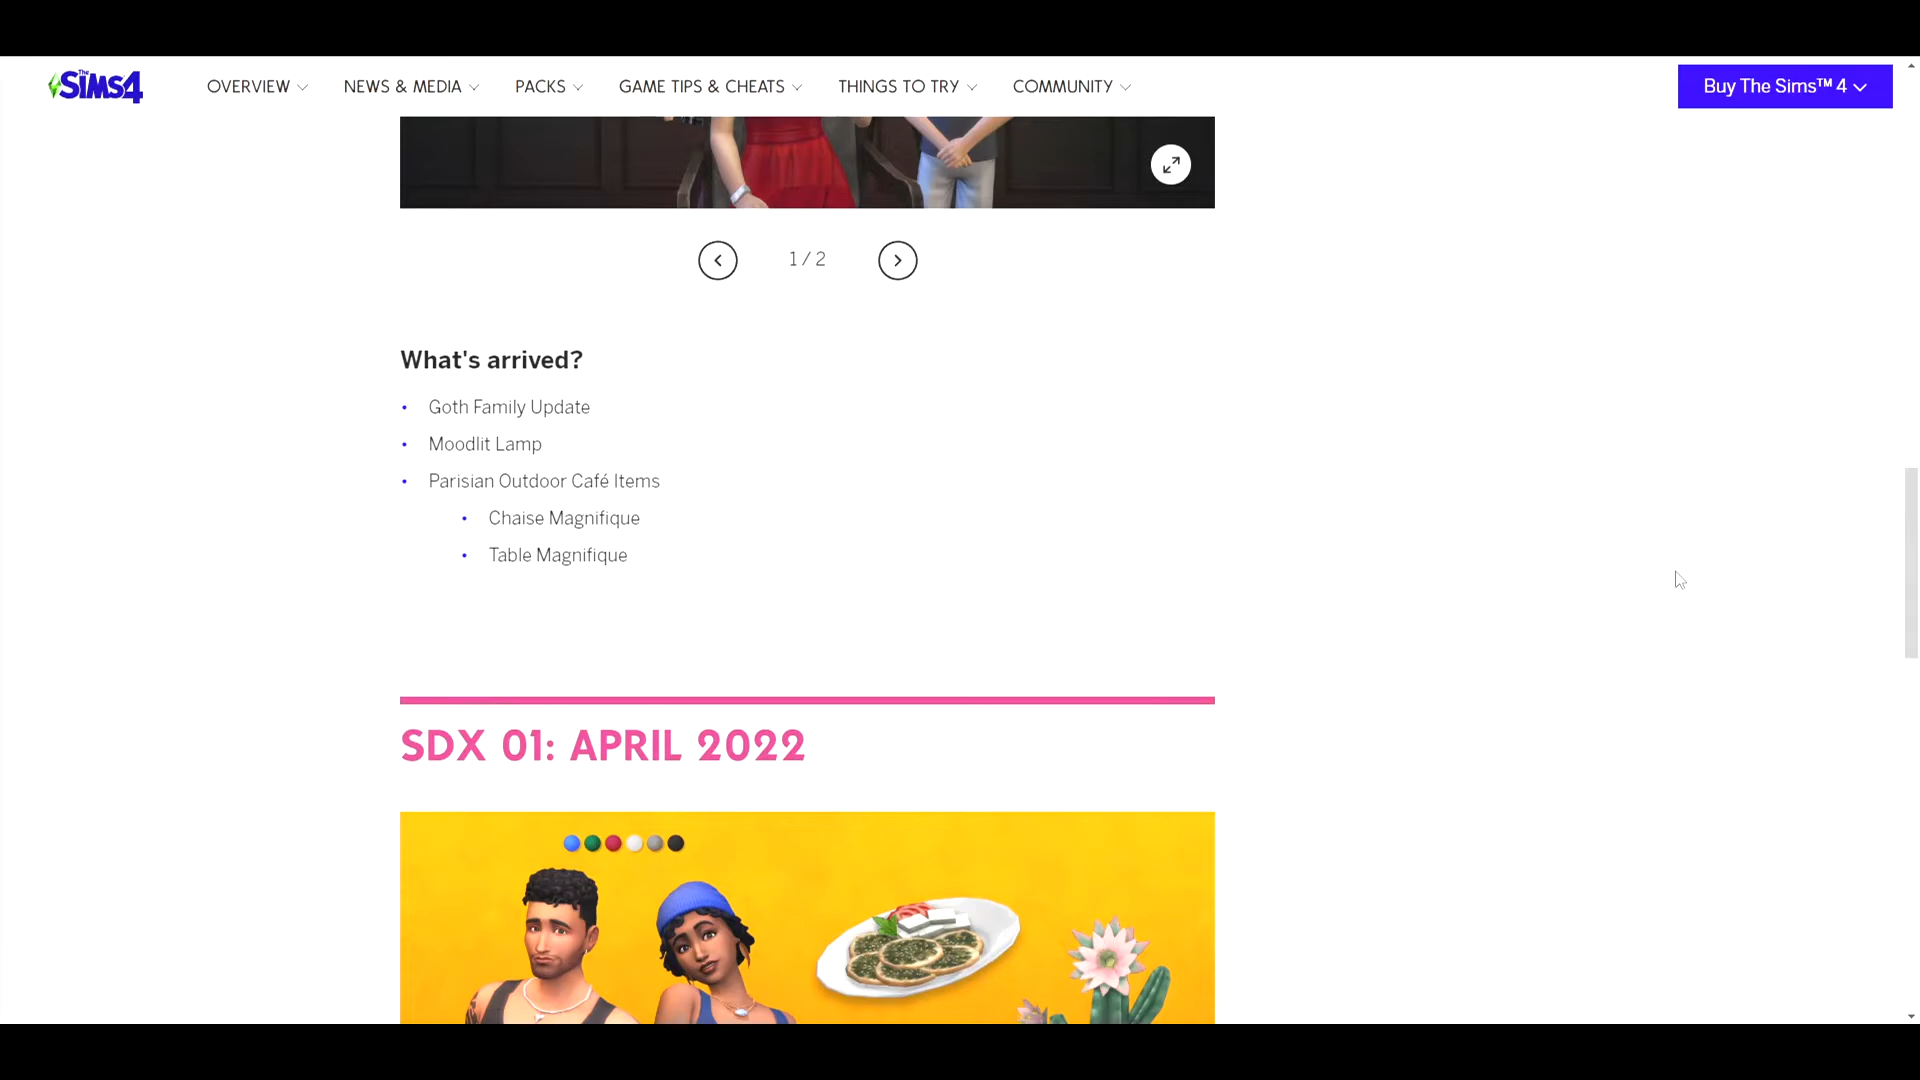 The SiMS4 OVERVIEW NEWS & MEDIA PACKS GAME TIPS & CHEATS THINGS TO TRY COMMUNITY Buy The Sims™ 4
1 / 2
What's arrived?
• Goth Family Update
• Moodlit Lamp
• Parisian Outdoor Café Items
• Chaise Magnifique
• Table Magnifique
SDX 01: APRIL 2022